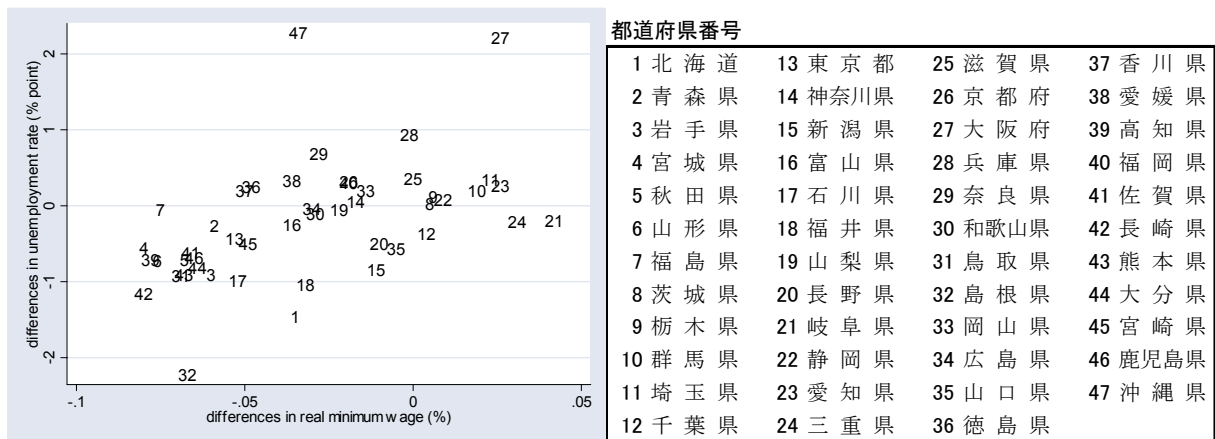 differences in unemployment rate (% point)
2
1
0
-1
-2
47
27
28
29
38
25
11
23
37
33
10
14
22
7
34
19
30
8
21
2
36
24
12
13
45
20
35
4
39
15
42
17
18
1
32
-.1
-.05
0
.05
differences in real minimum wage (%)
都道府県番号
1 北海道 13 東京都 25 滋賀県 37 香川県
2 青森県 14 神奈川県 26 京都府 38 愛媛県
3 岩手県 15 新潟県 27 大阪府 39 高知県
4 宮城県 16 富山県 28 兵庫県 40 福岡県
5 秋田県 17 石川県 29 奈良県 41 佐賀県
6 山形県 18 福井県 30 和歌山県 42 長崎県
7 福島県 19 山梨県 31 鳥取県 43 熊本県
8 茨城県 20 長野県 32 島根県 44 大分県
9 栃木県 21 岐阜県 33 岡山県 45 宮崎県
10 群馬県 22 静岡県 34 広島県 46 鹿児島県
11 埼玉県 23 愛知県 35 山口県 47 沖縄県
12 千葉県 24 三重県 36 徳島県